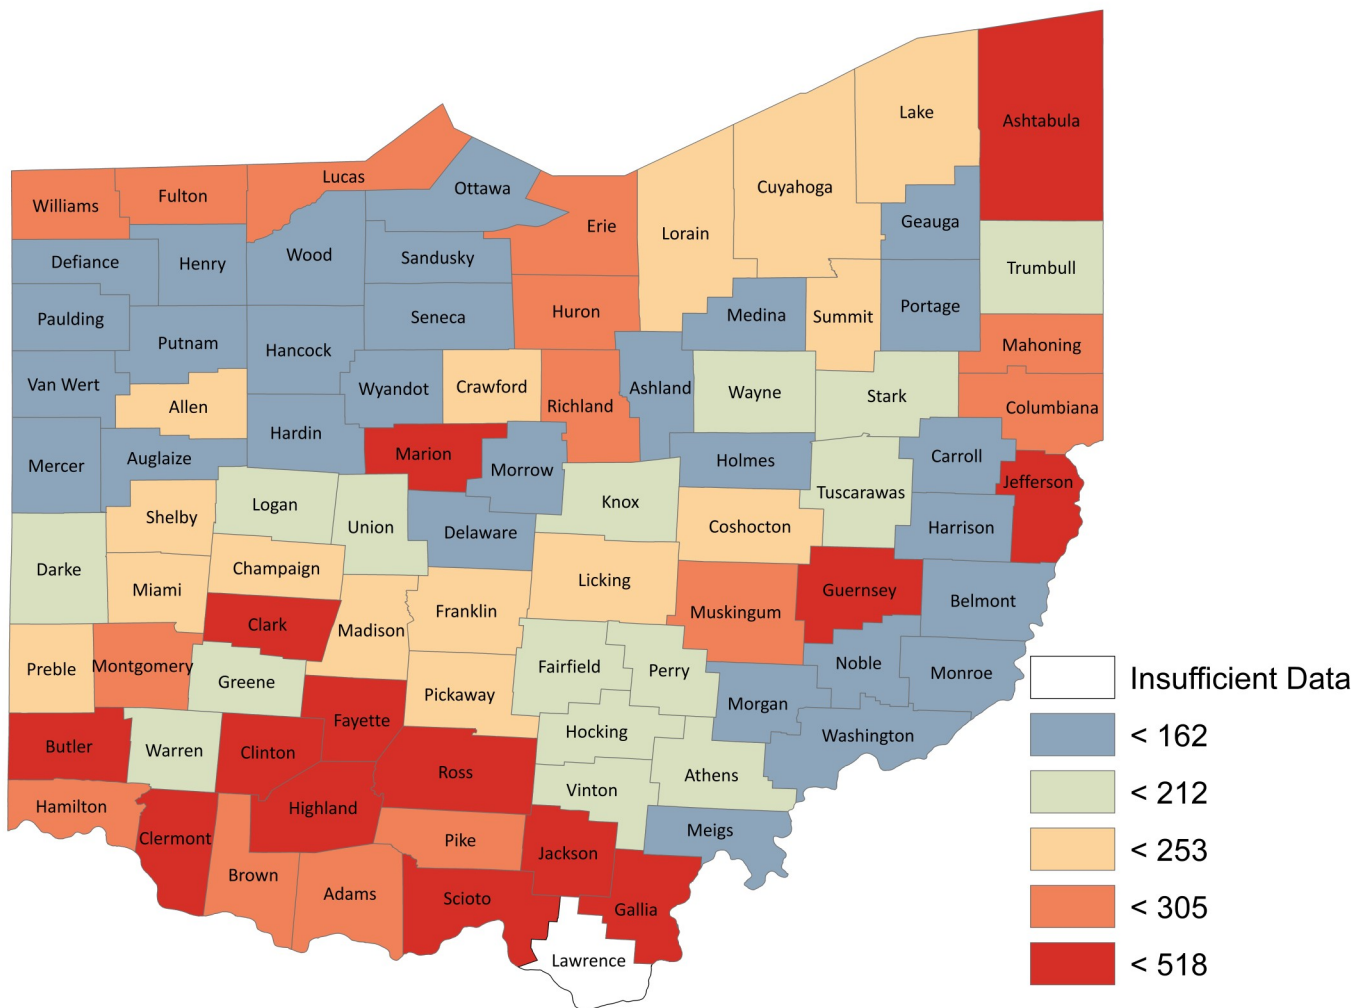 Lake
Ashtabula
Lucas
Ottawa
Cuyahoga
Williams
Fulton
Erie
Lorain
Geauga
Defiance
Henry
Wood
Sandusky
Trumbull
Paulding
Putnam
Hancock
Seneca
Huron
Medina
Summit
Portage
Mahoning
Van Wert
Allen
Wyandot
Crawford
Richland
Ashland
Wayne
Stark
Columbiana
Mercer
Auglaize
Hardin
Marion
Morrow
Holmes
Carroll
Jefferson
Shelby
Logan
Union
Delaware
Knox
Coshocton
Tuscarawas
Harrison
Darke
Miami
Champaign
Franklin
Licking
Muskingum
Guernsey
Belmont
Clark
Madison
Preble
Montgomery
Greene
Pickaway
Fairfield
Perry
Morgan
Noble
Monroe
Butler
Warren
Clinton
Fayette
Ross
Hocking
Athens
Washington
Hamilton
Clermont
Highland
Pike
Vinton
Jackson
Meigs
Brown
Adams
Scioto
Gallia
Lawrence
Insufficient Data
< 162
< 212
< 253
< 305
< 518